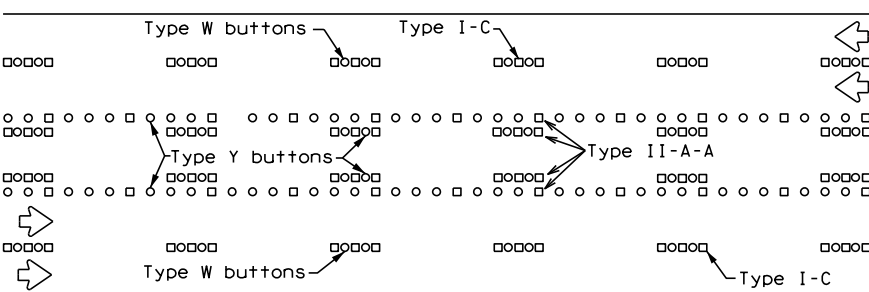 Type W buttons
Type I-C
Type Y buttons
Type II-A-A
Type W buttons
Type I-C